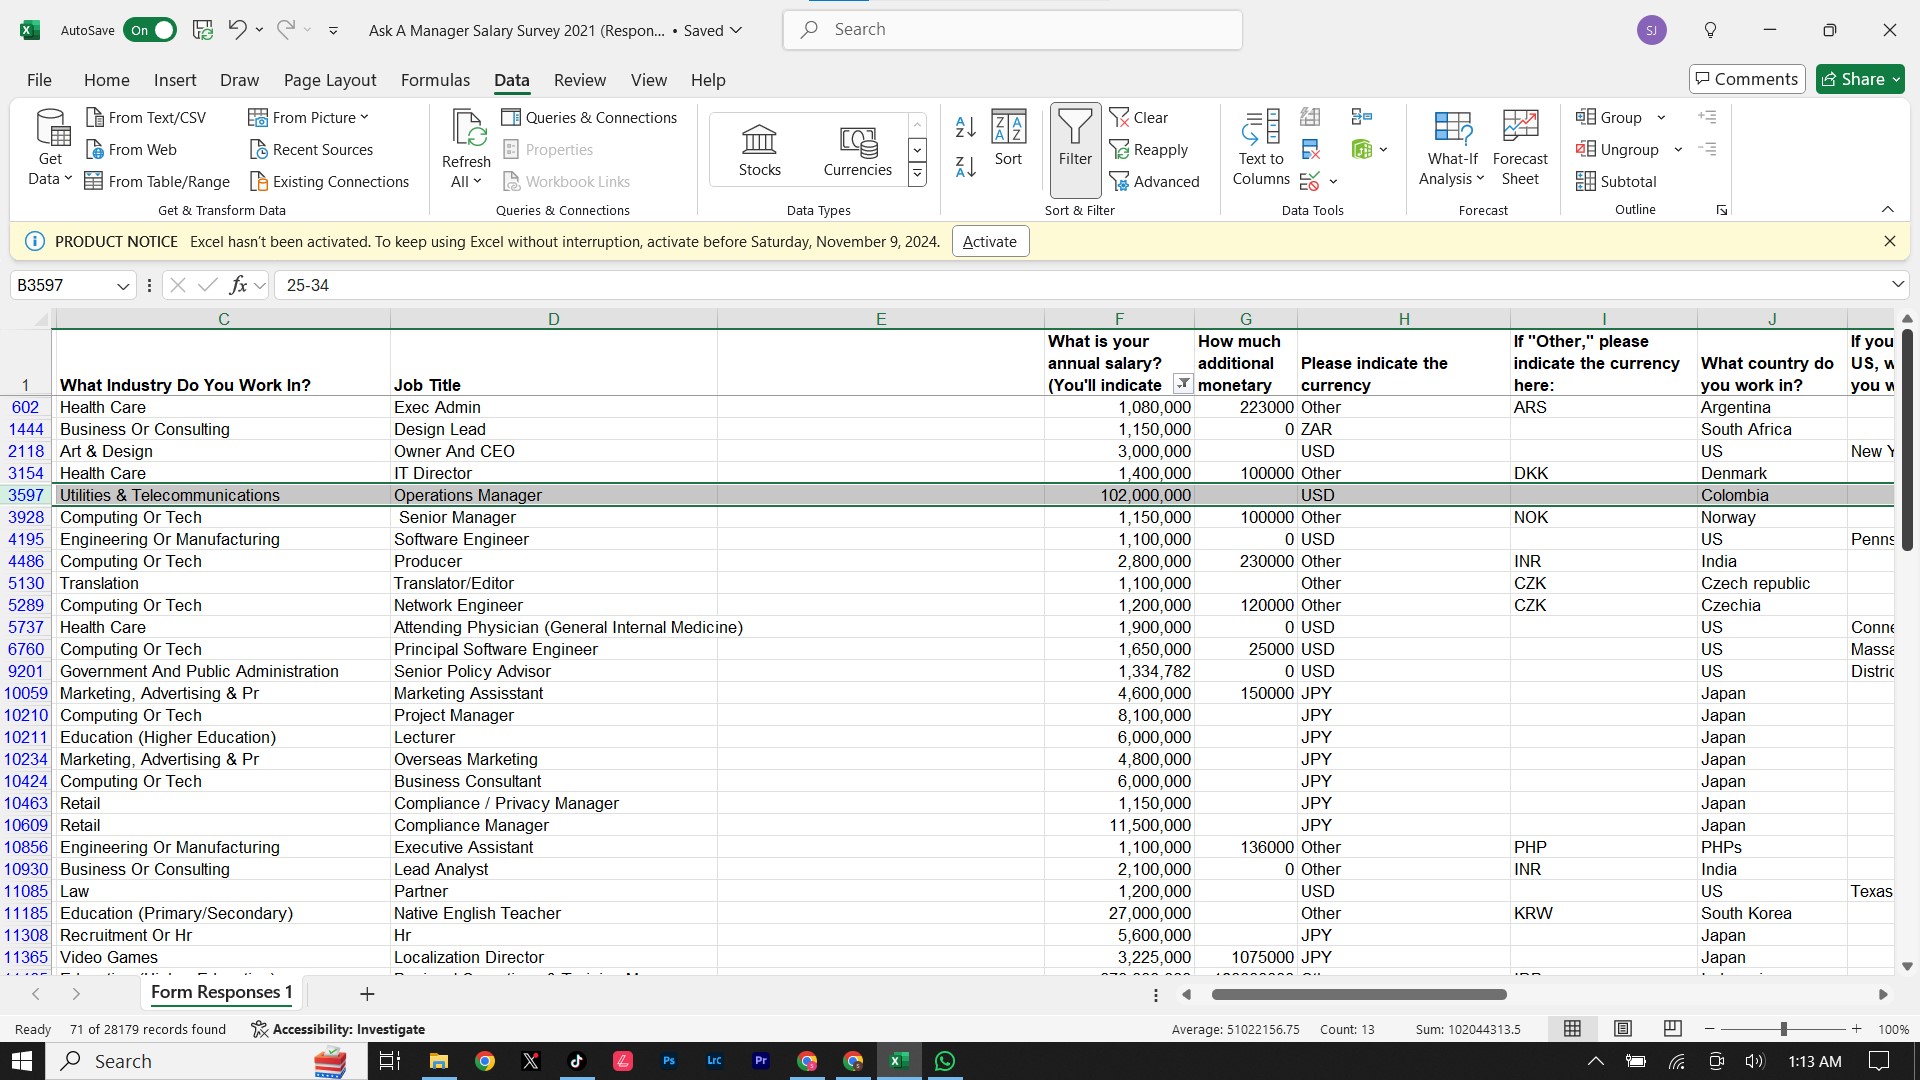 AutoSave On Ask A Manager Salary Survey 2021 (Respon... • Saved Search SJ
File Home Insert Draw Page Layout Formulas Data Review View Help Comments Share
Get Data From Text/CSV From Web From Table/Range From Picture Recent Sources Existing Connections
Get & Transform Data
Refresh All Queries & Connections Properties Workbook Links
Queries & Connections
Stocks Currencies
Data Types
Sort Filter Clear Reapply Advanced
Sort & Filter
Text to Columns
Data Tools
What-If Analysis Forecast Sheet
Forecast
Group Ungroup Subtotal
Outline
PRODUCT NOTICE Excel hasn't been activated. To keep using Excel without interruption, activate before Saturday, November 9, 2024. Activate
B3597 fx 25-34
C D E F G H I J
1 What Industry Do You Work In? Job Title What is your annual salary? (You'll indicate How much additional monetary Please indicate the currency If "Other," please indicate the currency here: What country do you work in? If you US, w you w
602 Health Care Exec Admin 1,080,000 223000 Other ARS Argentina
1444 Business Or Consulting Design Lead 1,150,000 0 ZAR South Africa
2118 Art & Design Owner And CEO 3,000,000 USD US New Y
3154 Health Care IT Director 1,400,000 100000 Other DKK Denmark
3597 Utilities & Telecommunications Operations Manager 102,000,000 USD Colombia
3928 Computing Or Tech Senior Manager 1,150,000 100000 Other NOK Norway
4195 Engineering Or Manufacturing Software Engineer 1,100,000 0 USD US Penns
4486 Computing Or Tech Producer 2,800,000 230000 Other INR India
5130 Translation Translator/Editor 1,100,000 Other CZK Czech republic
5289 Computing Or Tech Network Engineer 1,200,000 120000 Other CZK Czechia
5737 Health Care Attending Physician (General Internal Medicine) 1,900,000 0 USD US Conne
6760 Computing Or Tech Principal Software Engineer 1,650,000 25000 USD US Massa
9201 Government And Public Administration Senior Policy Advisor 1,334,782 0 USD US Distric
10059 Marketing, Advertising & Pr Marketing Assisstant 4,600,000 150000 JPY Japan
10210 Computing Or Tech Project Manager 8,100,000 JPY Japan
10211 Education (Higher Education) Lecturer 6,000,000 JPY Japan
10234 Marketing, Advertising & Pr Overseas Marketing 4,800,000 JPY Japan
10424 Computing Or Tech Business Consultant 6,000,000 JPY Japan
10463 Retail Compliance / Privacy Manager 1,150,000 JPY Japan
10609 Retail Compliance Manager 11,500,000 JPY Japan
10856 Engineering Or Manufacturing Executive Assistant 1,100,000 136000 Other PHP PHPs
10930 Business Or Consulting Lead Analyst 2,100,000 0 Other INR India
11085 Law Partner 1,200,000 USD US Texas
11185 Education (Primary/Secondary) Native English Teacher 27,000,000 Other KRW South Korea
11308 Recruitment Or Hr Hr 5,600,000 JPY Japan
11365 Video Games Localization Director 3,225,000 1075000 JPY Japan
Form Responses 1
Ready 71 of 28179 records found Accessibility: Investigate Average: 51022156.75 Count: 13 Sum: 102044313.5 100%
Search Ps Lrc Pr 1:13 AM